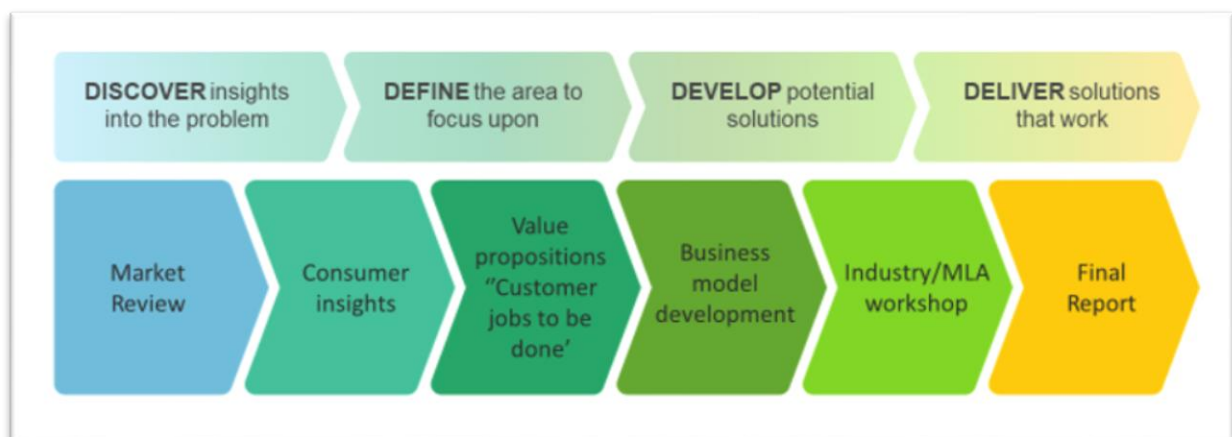 DISCOVER insights
into the problem
DEFINE the area to
focus upon
DEVELOP potential
solutions
DELIVER solutions
that work
Market
Review
Consumer
insights
Value
propositions
“Customer
jobs to be
done’
Business
model
development
Industry/MLA
workshop
Final
Report